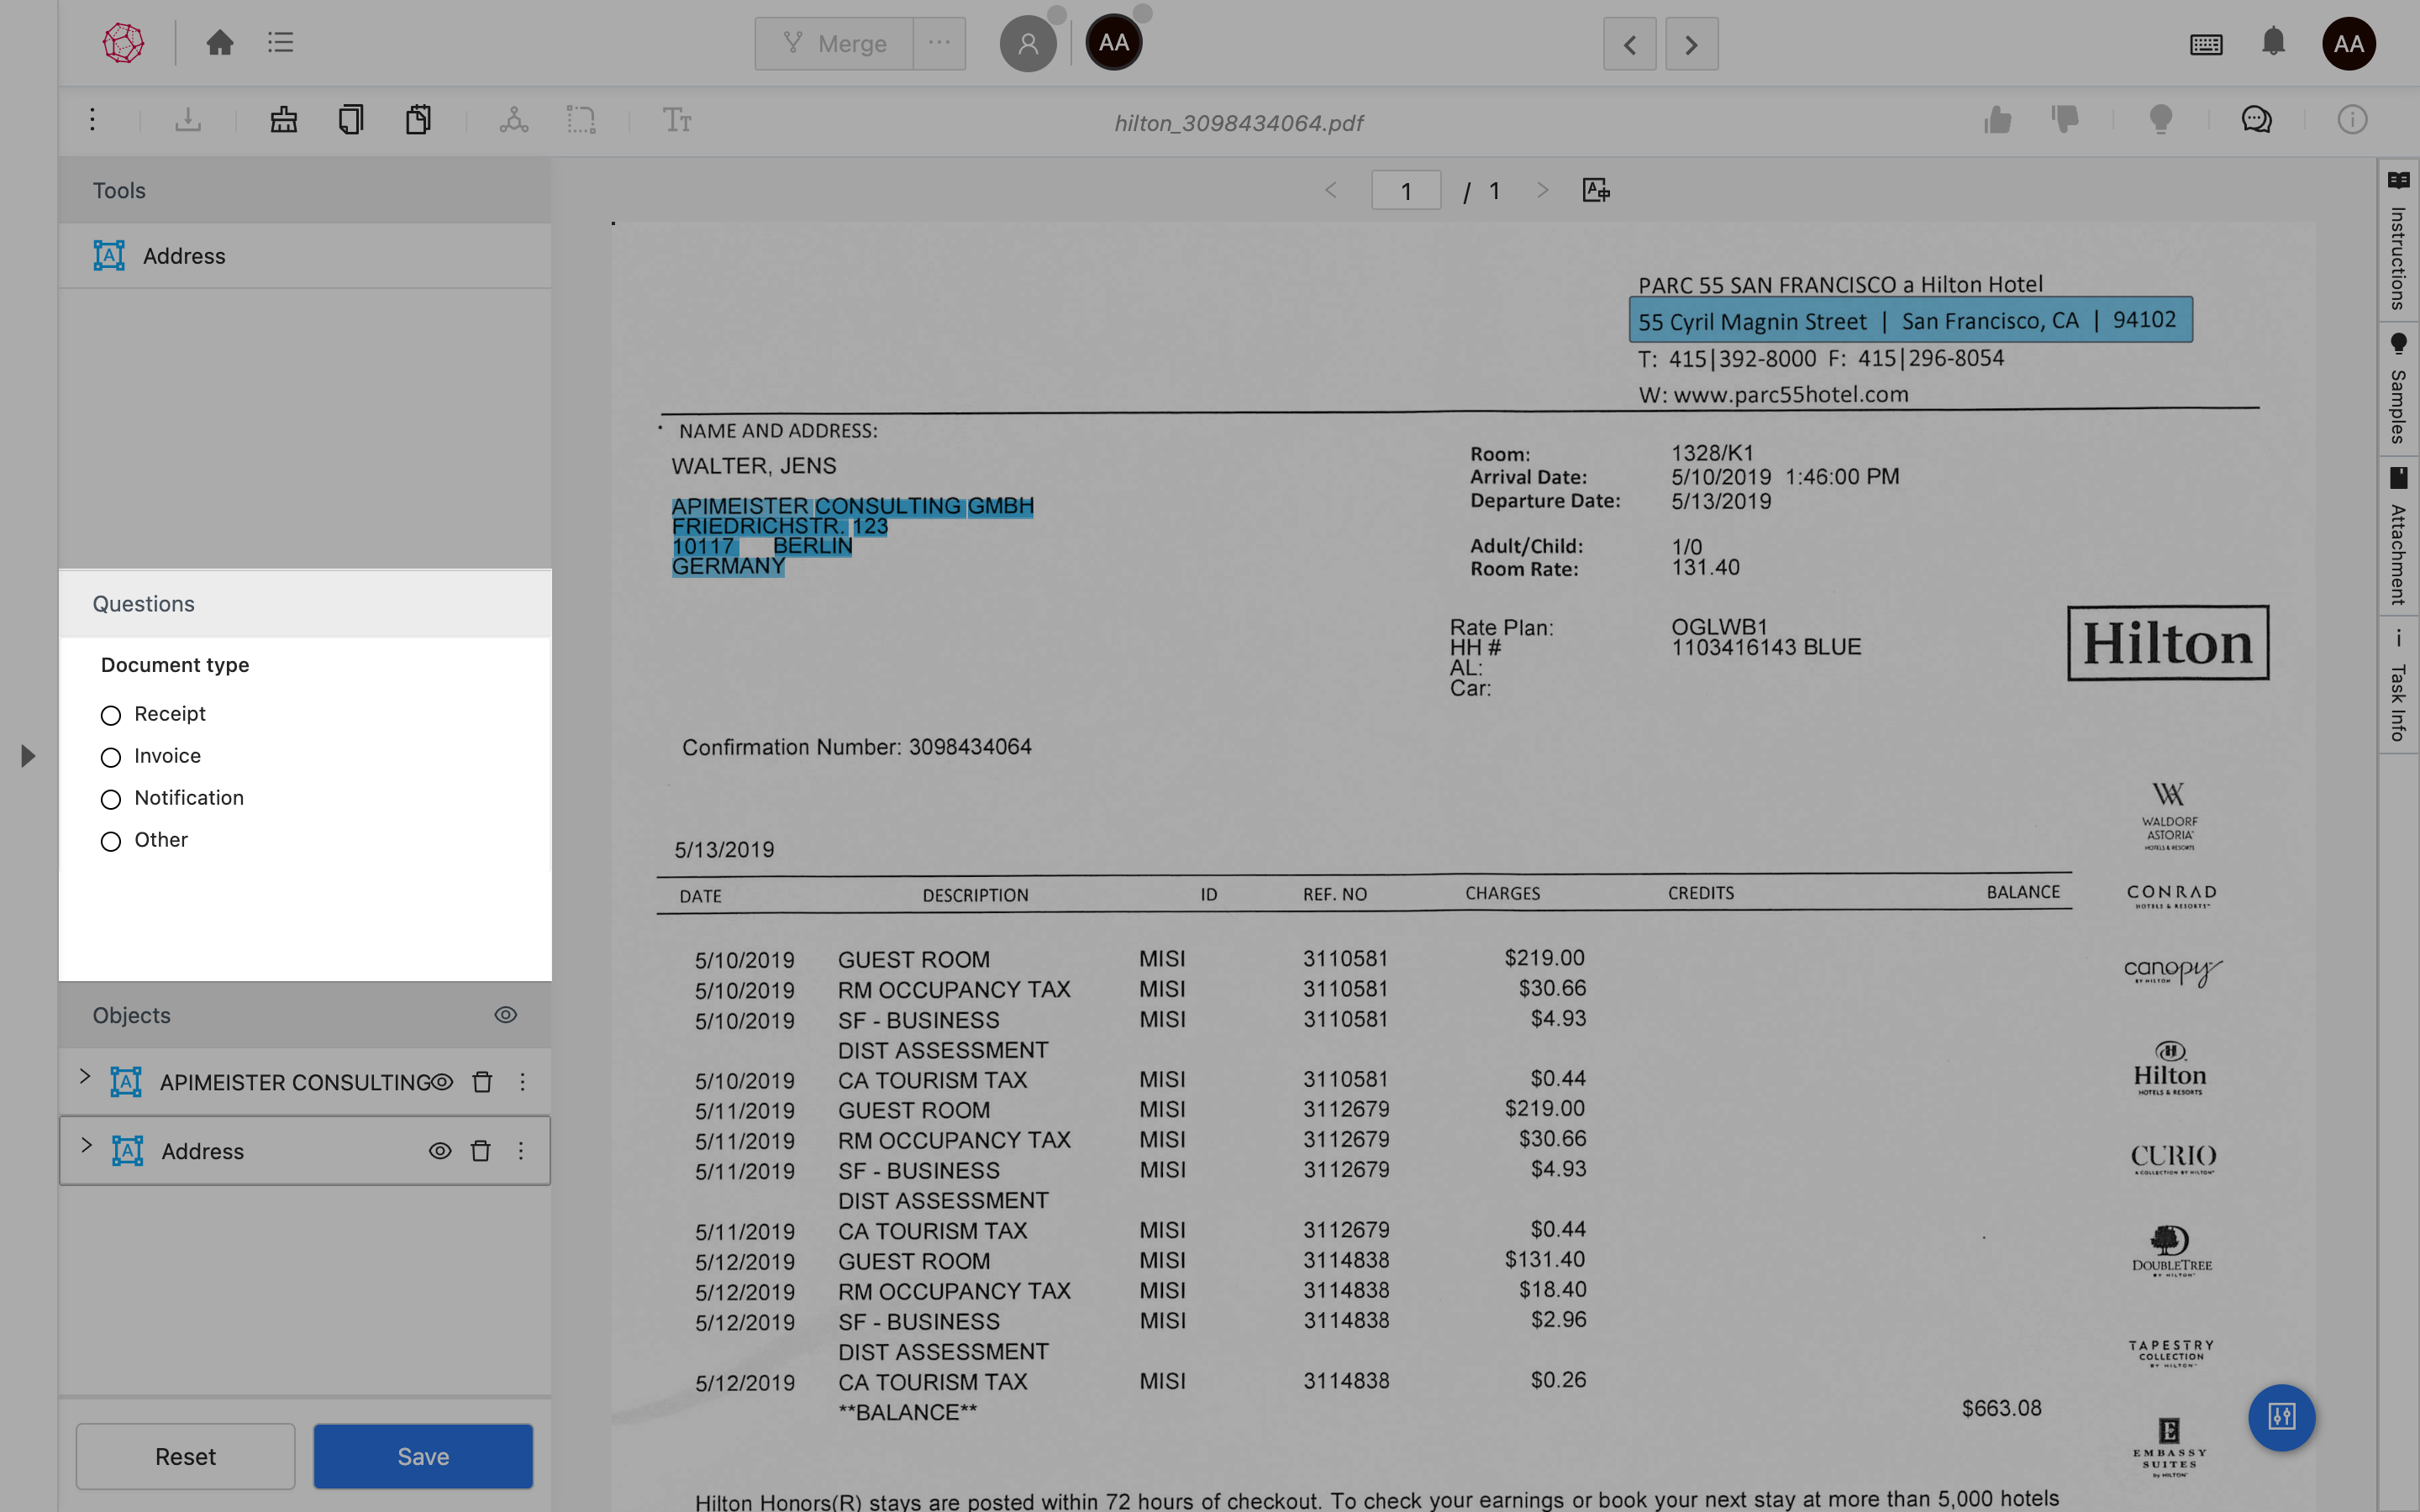 Merge
AA
AA
hilton_3098434064.pdf
Tools
Address
1 / 1
Questions
Document type
Receipt
Invoice
Notification
Other
Objects
APIMEISTER CONSULTING
Address
Reset
Save
PARC 55 SAN FRANCISCO a Hilton Hotel
55 Cyril Magnin Street | San Francisco, CA | 94102
T: 415|392-8000 F: 415|296-8054
W: www.parc55hotel.com
NAME AND ADDRESS:
WALTER, JENS
APIMEISTER CONSULTING GMBH
FRIEDRICHSTR. 123
10117 BERLIN
GERMANY
Room: 1328/K1
Arrival Date: 5/10/2019 1:46:00 PM
Departure Date: 5/13/2019
Adult/Child: 1/0
Room Rate: 131.40
Rate Plan: OGLWB1
HH # 1103416143 BLUE
AL:
Car:
Hilton
Confirmation Number: 3098434064
5/13/2019
DATE DESCRIPTION ID REF. NO CHARGES CREDITS BALANCE
5/10/2019 GUEST ROOM MISI 3110581 $219.00
5/10/2019 RM OCCUPANCY TAX MISI 3110581 $30.66
5/10/2019 SF - BUSINESS MISI 3110581 $4.93
DIST ASSESSMENT
5/10/2019 CA TOURISM TAX MISI 3110581 $0.44
5/11/2019 GUEST ROOM MISI 3112679 $219.00
5/11/2019 RM OCCUPANCY TAX MISI 3112679 $30.66
5/11/2019 SF - BUSINESS MISI 3112679 $4.93
DIST ASSESSMENT
5/11/2019 CA TOURISM TAX MISI 3112679 $0.44
5/12/2019 GUEST ROOM MISI 3114838 $131.40
5/12/2019 RM OCCUPANCY TAX MISI 3114838 $18.40
5/12/2019 SF - BUSINESS MISI 3114838 $2.96
DIST ASSESSMENT
5/12/2019 CA TOURISM TAX MISI 3114838 $0.26
**BALANCE** $663.08
Hilton Honors(R) stays are posted within 72 hours of checkout. To check your earnings or book your next stay at more than 5,000 hotels
WALDORF
ASTORIA
HOTELS & RESORTS
CONRAD
HOTELS & RESORTS
canopy
BY HILTON
Hilton
HOTELS & RESORTS
CURIO
A COLLECTION BY HILTON
DOUBLETREE
BY HILTON
TAPESTRY
COLLECTION
BY HILTON
EMBASSY
SUITES
by HILTON
Instructions
Samples
Attachment
Task Info